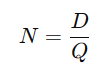 N = D/Q